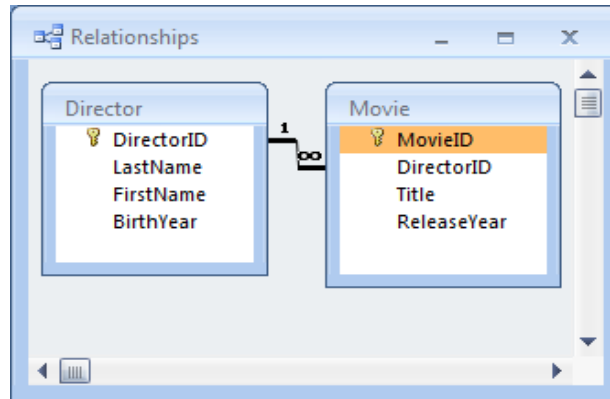 Relationships
Director
DirectorID
LastName
FirstName
BirthYear
1
∞
Movie
MovieID
DirectorID
Title
ReleaseYear